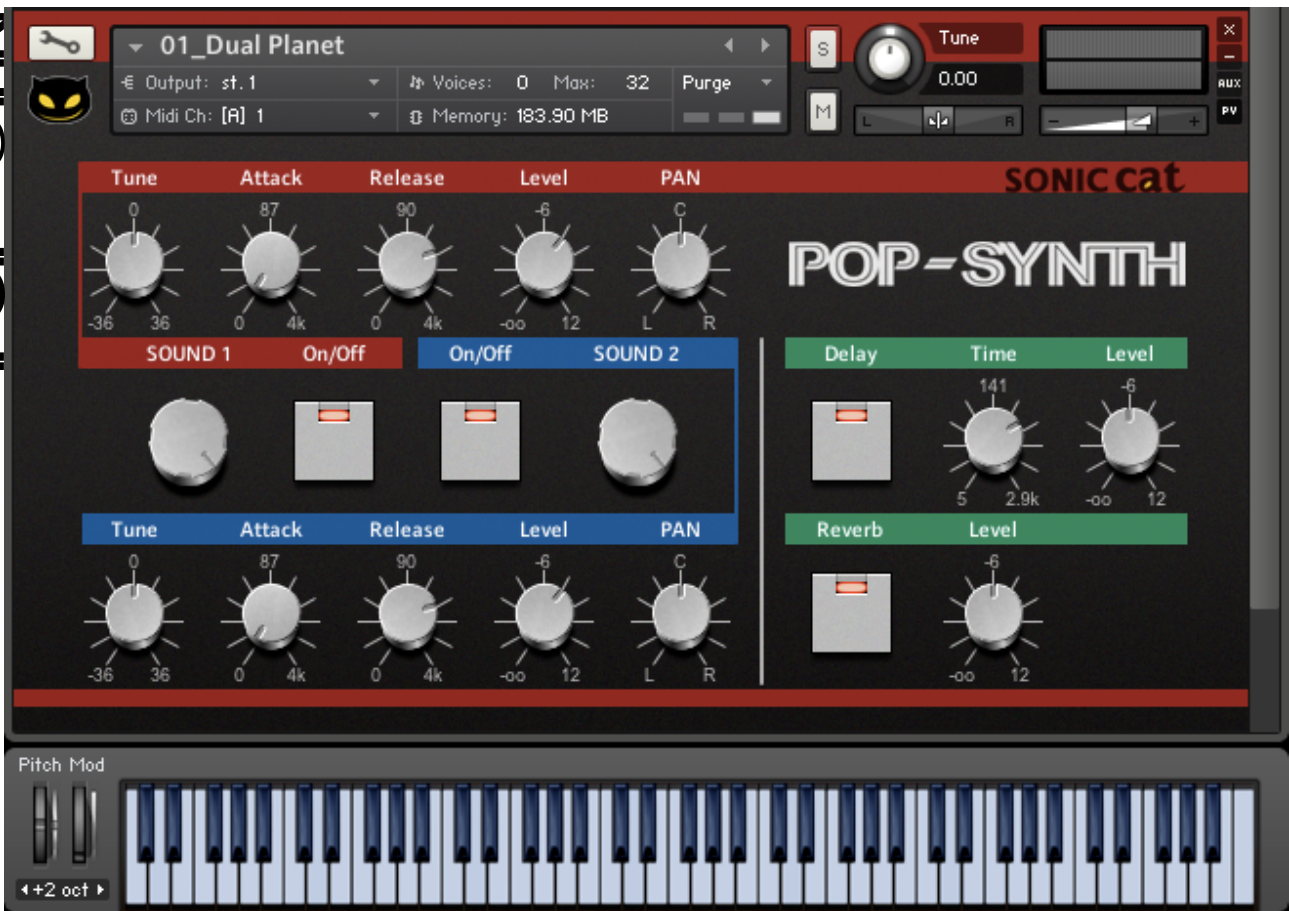 01_Dual Planet
Output: st. 1
Voices: 0 Max: 32
Purge
Midi Ch: [A] 1
Memory: 183.90 MB
S
M
Tune
0.00
L R
- +
×
-
AUX
PV
Tune Attack Release Level PAN
0 87 90 -6 C
-36 36 0 4k 0 4k -oo 12 L R
SONIC cat
POP-SYNTH
SOUND 1 On/Off On/Off SOUND 2
Delay Time Level
141 -6
5 2.9k -oo 12
Tune Attack Release Level PAN
0 87 90 -6 C
-36 36 0 4k 0 4k -oo 12 L R
Reverb Level
-6
-oo 12
Pitch Mod
+2 oct